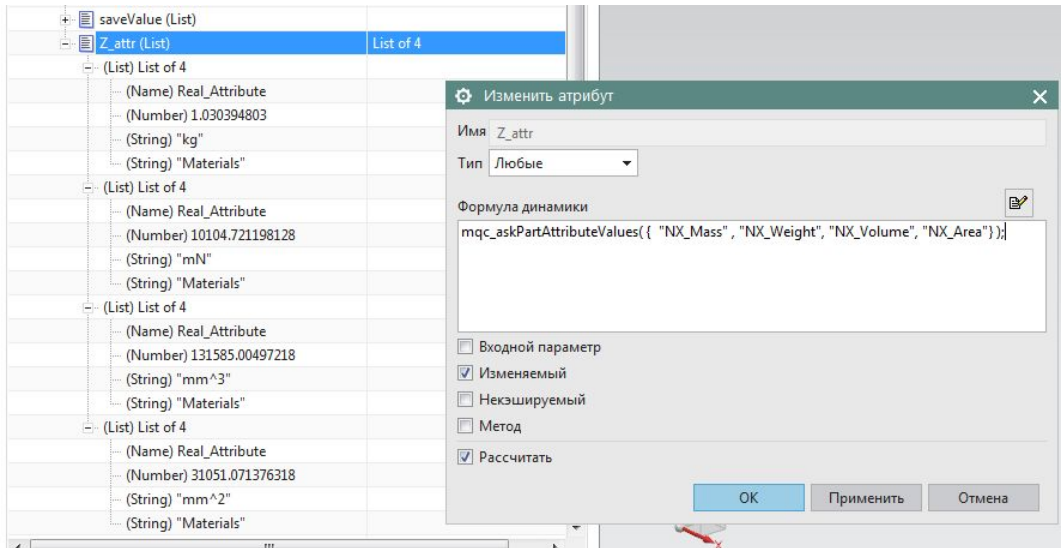 saveValue (List)
Z_attr (List) List of 4
(List) List of 4
(Name) Real_Attribute
(Number) 1.030394803
(String) "kg"
(String) "Materials"
(List) List of 4
(Name) Real_Attribute
(Number) 10104.721198128
(String) "mN"
(String) "Materials"
(List) List of 4
(Name) Real_Attribute
(Number) 131585.00497218
(String) "mm^3"
(String) "Materials"
(List) List of 4
(Name) Real_Attribute
(Number) 31051.071376318
(String) "mm^2"
(String) "Materials"
Изменить атрибут
Имя Z_attr
Тип Любые
Формула динамики
mqc_askPartAttributeValues( { "NX_Mass" , "NX_Weight", "NX_Volume", "NX_Area"} );
Входной параметр
Изменяемый
Некэшируемый
Метод
Рассчитать
OK Применить Отмена
X